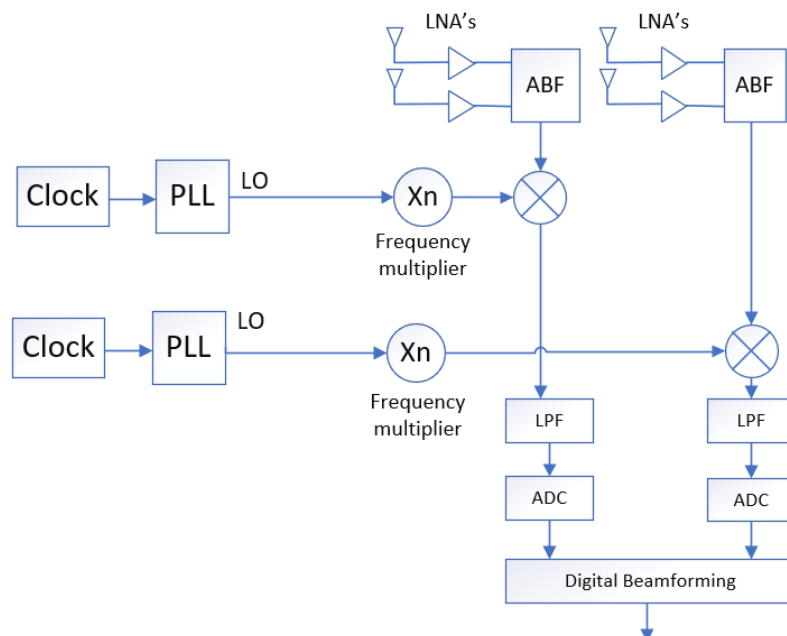 LNA's
LNA's
ABF
ABF
Clock
PLL
LO
Xn
Frequency
multiplier
Clock
PLL
LO
Xn
Frequency
multiplier
LPF
LPF
ADC
ADC
Digital Beamforming